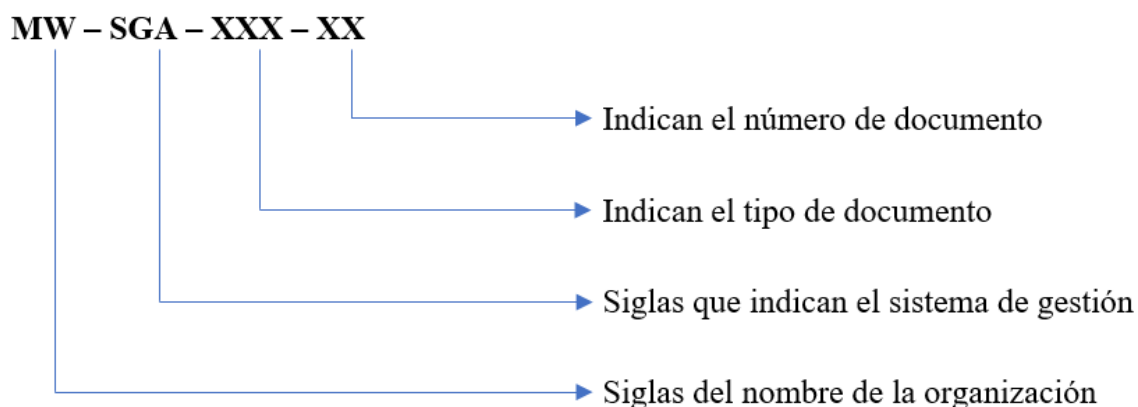 MW – SGA – XXX – XX
Indican el número de documento
Indican el tipo de documento
Siglas que indican el sistema de gestión
Siglas del nombre de la organización